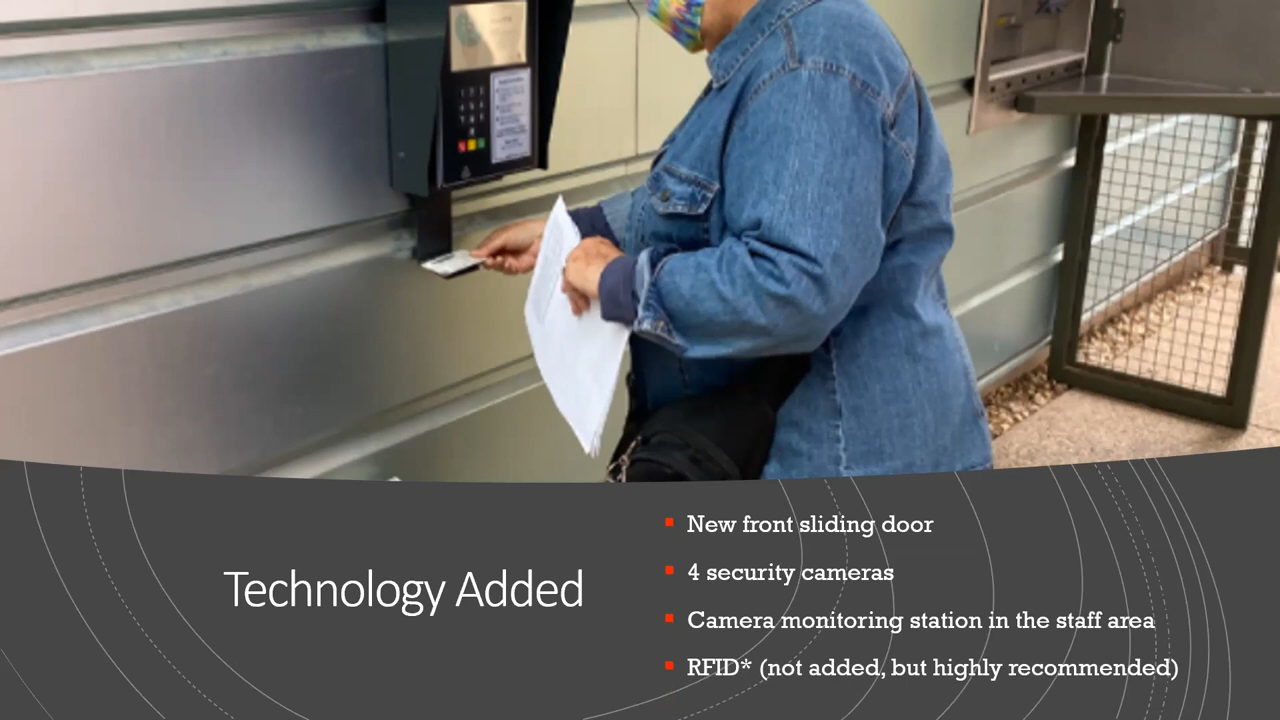 Technology Added
New front sliding door
4 security cameras
Camera monitoring station in the staff area
RFID* (not added, but highly recommended)